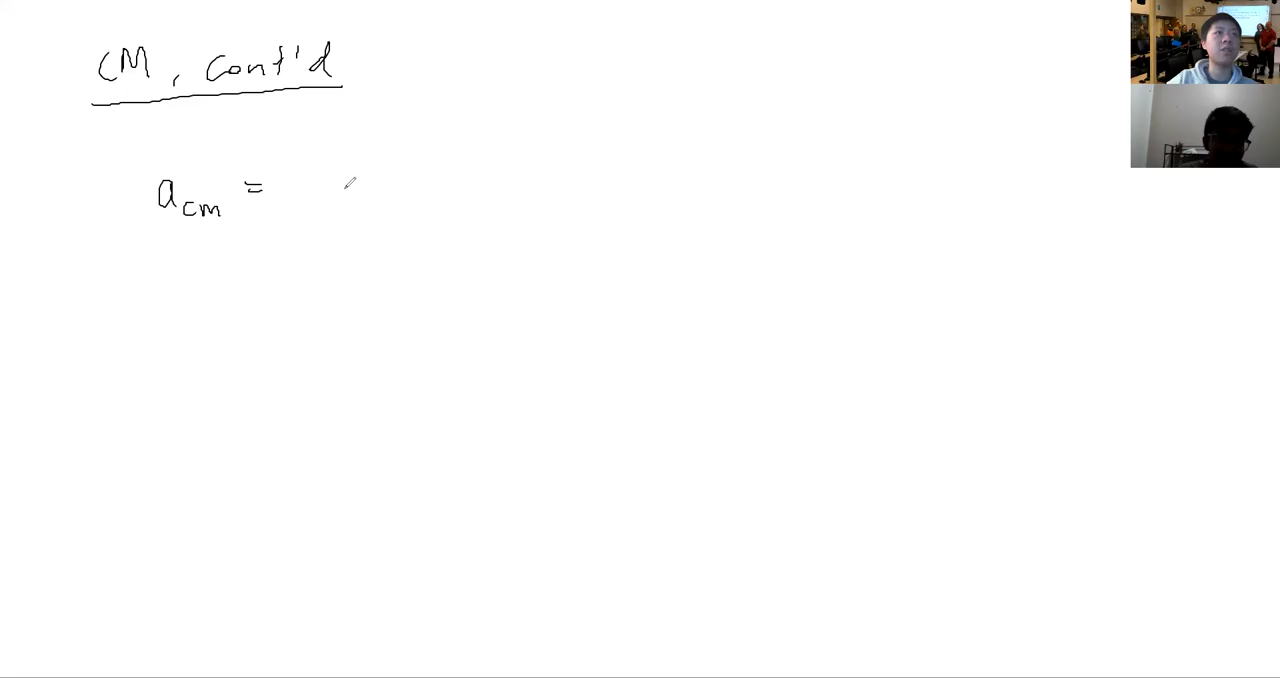 CM, Cont'd
a_cm =